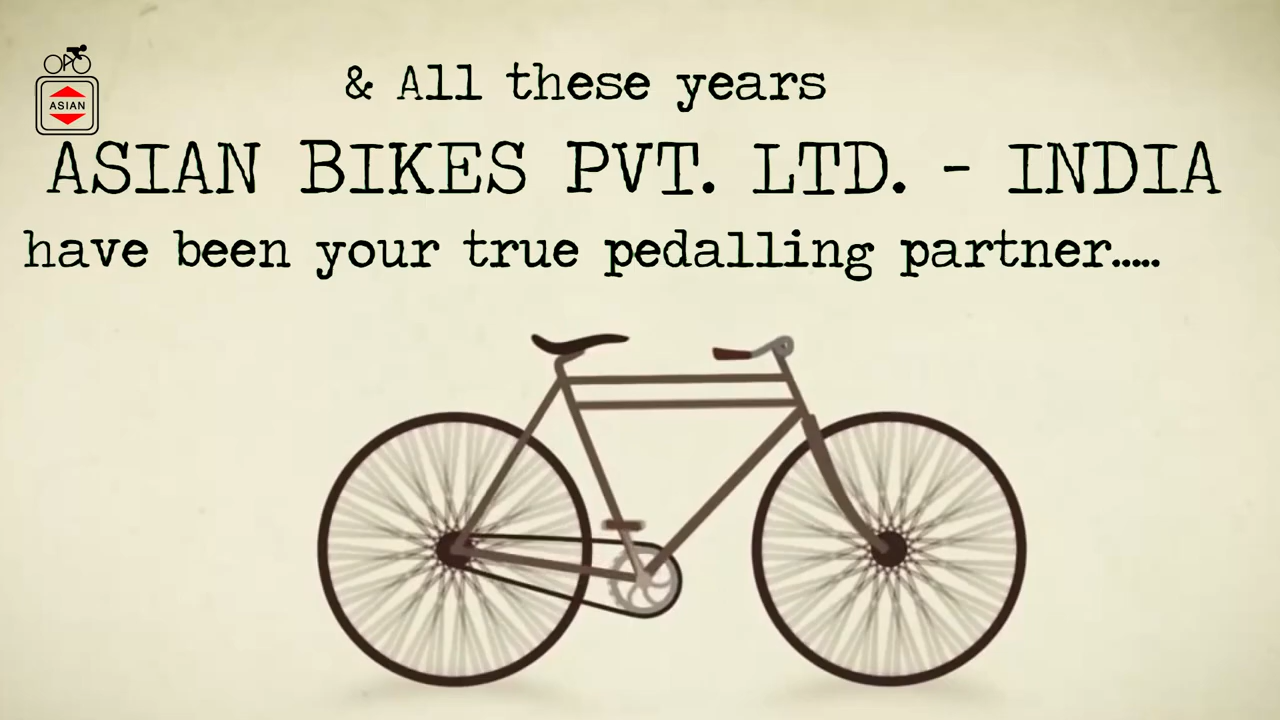 ASIAN
& All these years
ASIAN BIKES PVT. LTD. - INDIA
have been your true pedalling partner.....